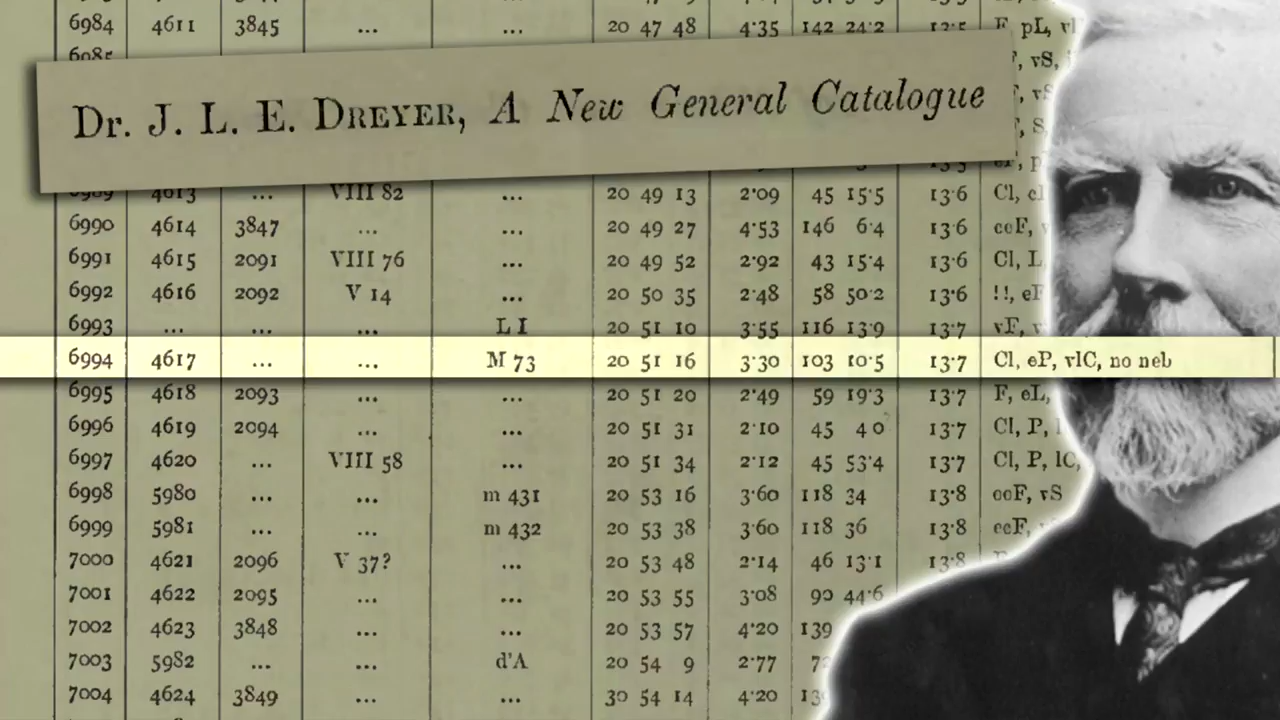 6984 4611 3845 ... ... 20 47 48 4·35 142 24·2
6985
Dr. J. L. E. DREYER, A New General Catalogue
4613 ... VIII 82 ... 20 49 13 2·09 45 15·5 13·6 Cl,
6990 4614 3847 ... ... 20 49 27 4·53 146 6·4 13·6 eeF,
6991 4615 2091 VIII 76 ... 20 49 52 2·92 43 15·4 13·6 Cl, L
6992 4616 2092 V 14 ... 20 50 35 2·48 58 50·2 13·6 !!, eF
6993 ... ... ... L I 20 51 10 3·55 116 13·9 13·7 vF,
6994 4617 ... ... M 73 20 51 16 3·30 103 10·5 13·7 Cl, eP, vlC, no neb
6995 4618 2093 ... ... 20 51 20 2·49 59 19·3 13·7 F, eL,
6996 4619 2094 ... ... 20 51 31 2·10 45 4 0 13·7 Cl, P,
6997 4620 ... VIII 58 ... 20 51 34 2·12 45 53·4 13·7 Cl, P, lC,
6998 5980 ... ... m 431 20 53 16 3·60 118 34 13·8 eeF, vS
6999 5981 ... ... m 432 20 53 38 3·60 118 36 13·8 eeF,
7000 4621 2096 V 37? ... 20 53 48 2·14 46 13·1 13·8
7001 4622 2095 ... ... 20 53 55 3·08 90 44·6
7002 4623 3848 ... ... 20 53 57 4·20 139
7003 5982 ... ... d'A 20 54 9 2·77
7004 4624 3849 ... ... 30 54 14 4·20